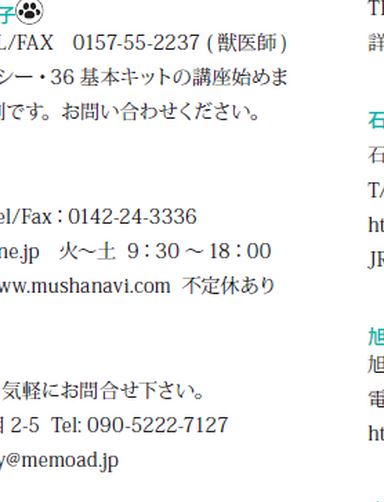 子
L/FAX 0157-55-2237 (獣医師)
シー・36 基本キットの講座始めま
別です。お問い合わせください。
el/Fax：0142-24-3336
ne.jp 火～土 9：30 ～ 18：00
ww.mushanavi.com 不定休あり
気軽にお問合せ下さい。
目 2-5 Tel: 090-5222-7127
y@memoad.jp
詳
石
石
T/
ht
JR
旭
旭
電
ht